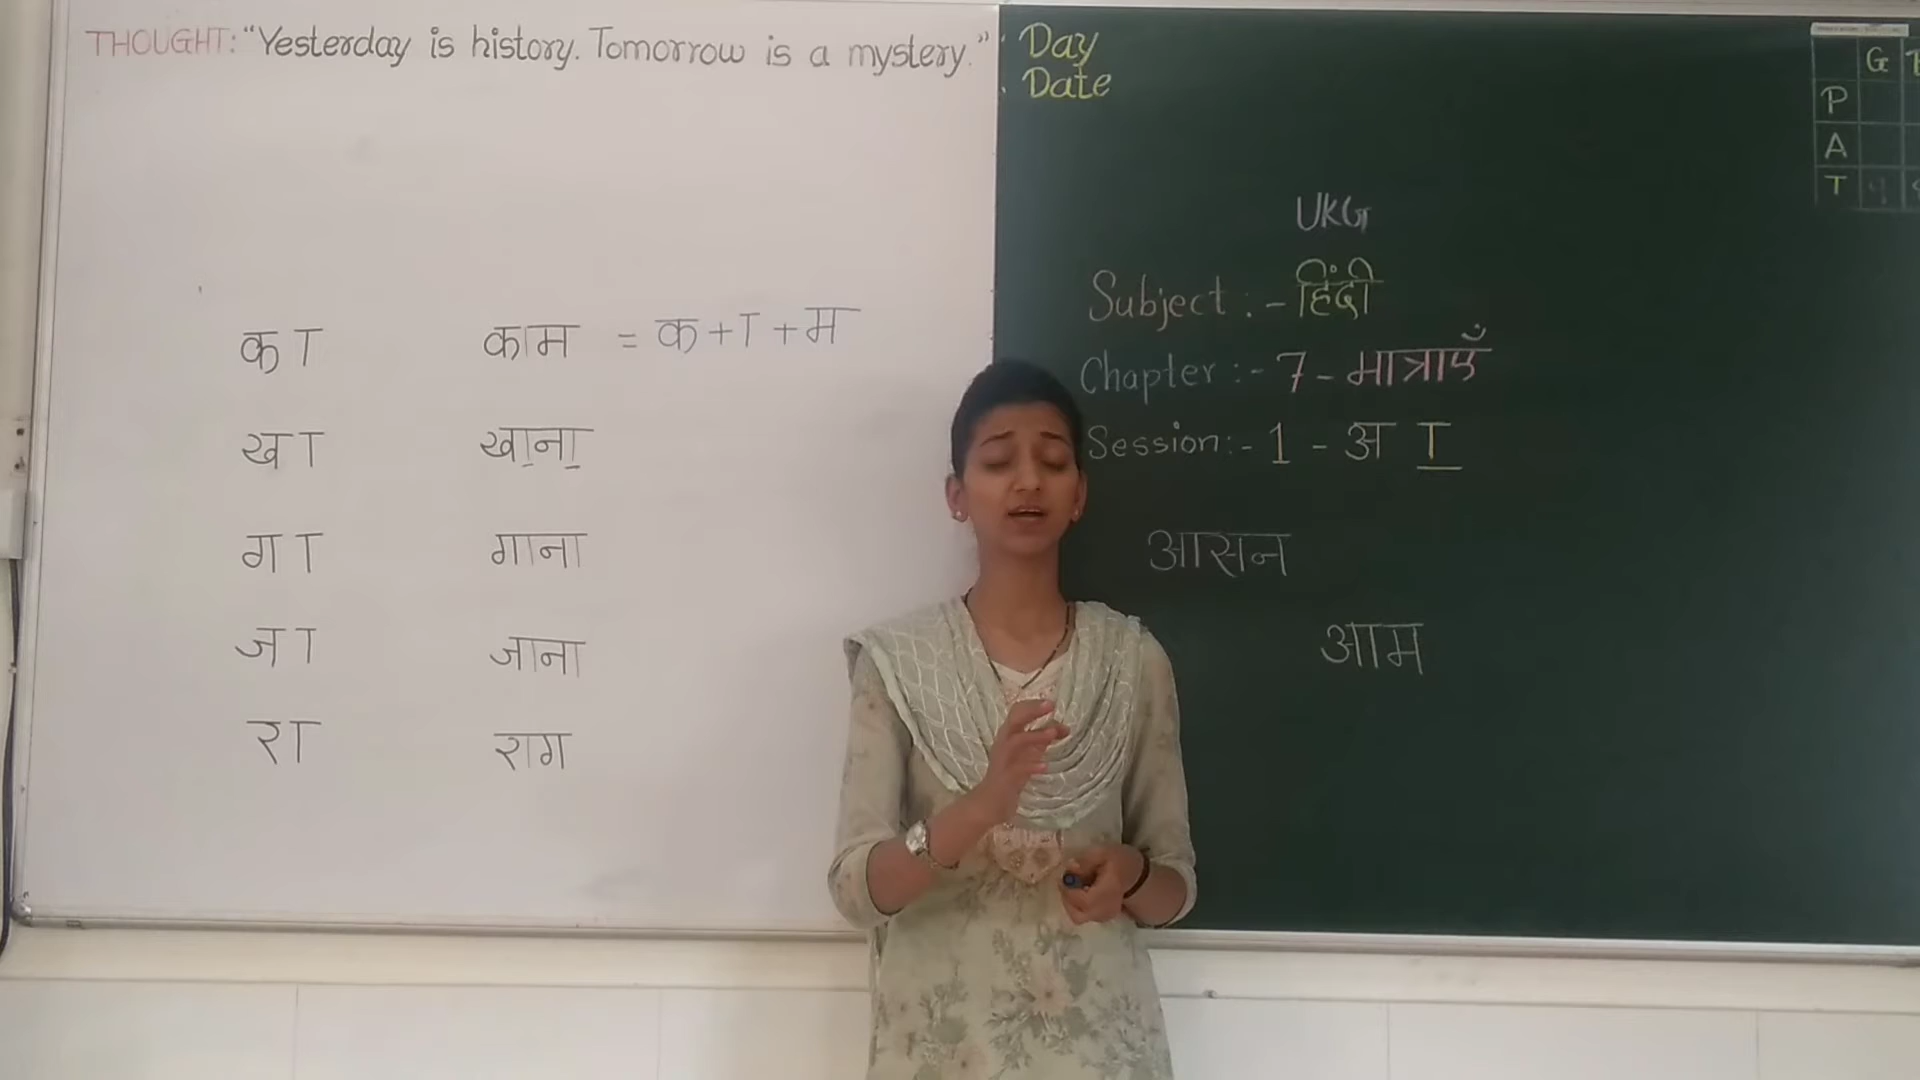 THOUGHT: "Yesterday is history. Tomorrow is a mystery."
क ा काम = क + ा + म
ख ा खाना
ग ा गाना
ज ा जाना
रा राग
Day
Date
UKG
Subject :- हिंदी
Chapter :- 7 - मात्राएँ
Session:- 1 - अ ा
आसन
आम
G
P
A
T